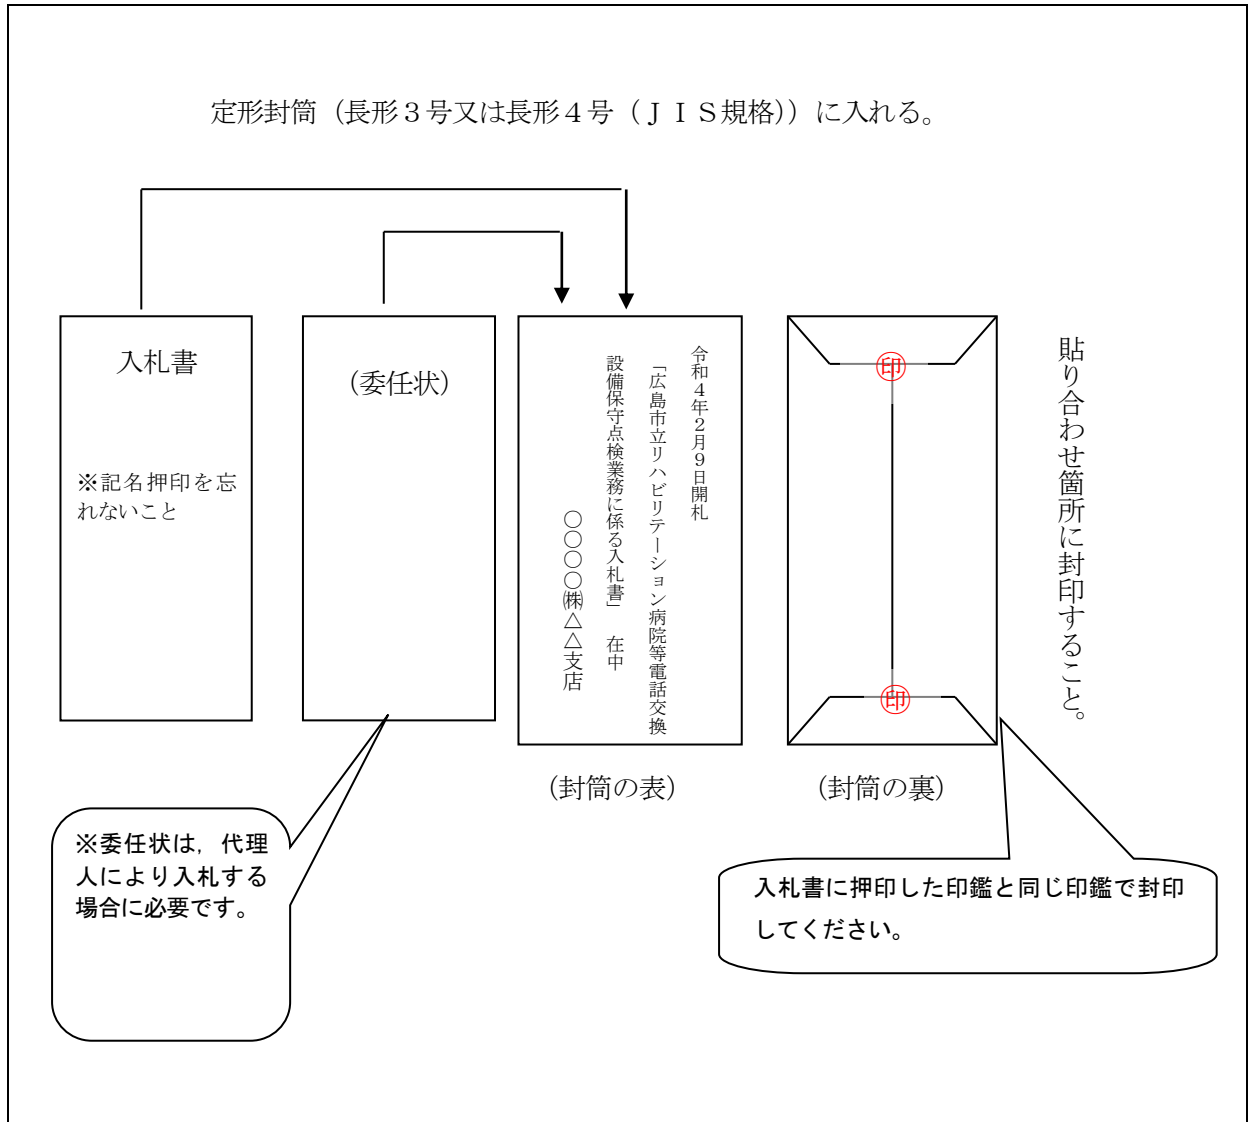 定形封筒（長形３号又は長形４号（ＪＩＳ規格））に入れる。
入札書
※記名押印を忘
れないこと
（委任状）
令和４年２月９日開札
「広島市立リハビリテーション病院等電話交換
設備保守点検業務に係る入札書」　在中
〇〇〇〇㈱△△支店
印
印
貼り合わせ箇所に封印すること。
（封筒の表）
（封筒の裏）
※委任状は，代理
人により入札する
場合に必要です。
入札書に押印した印鑑と同じ印鑑で封印
してください。